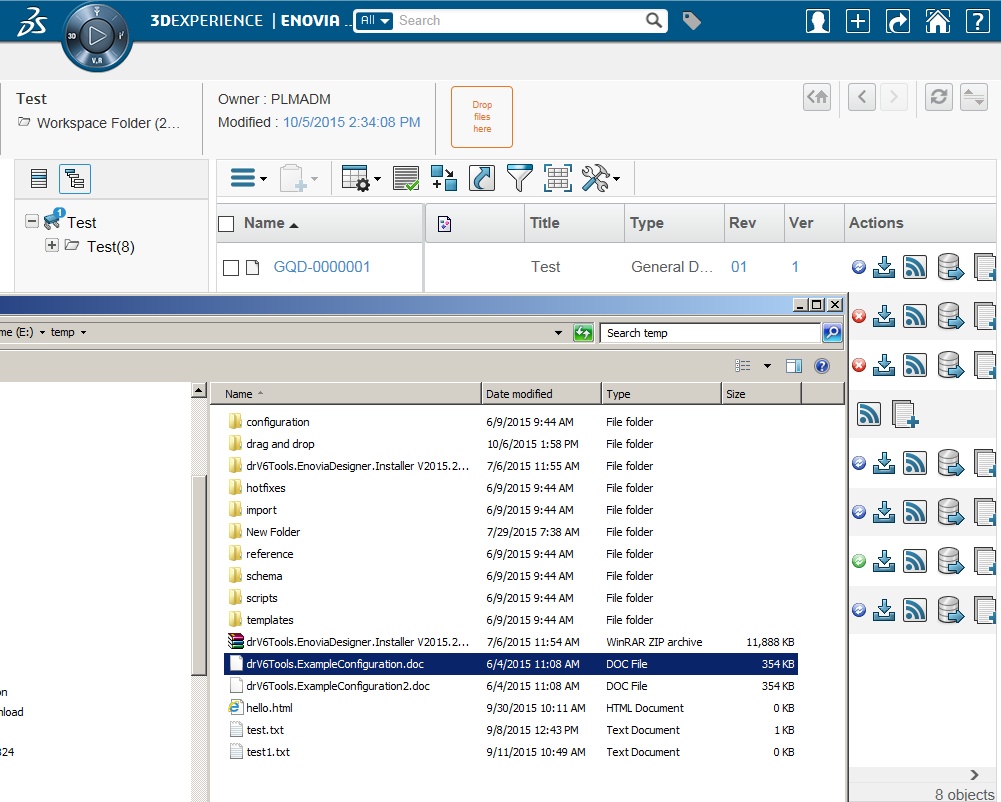 3DEXPERIENCE | ENOVIA ..
All
Search
3D
V.R
Test
Workspace Folder (2...
Owner : PLMADM
Modified : 10/5/2015 2:34:08 PM
Drop
files
here
Test
Test(8)
Name Title Type Rev Ver Actions
GQD-0000001 Test General D... 01 1
me (E:) temp
Search temp
Name Date modified Type Size
configuration 6/9/2015 9:44 AM File folder
drag and drop 10/6/2015 1:58 PM File folder
drV6Tools.EnoviaDesigner.Installer V2015.2... 7/6/2015 11:55 AM File folder
hotfixes 6/9/2015 9:44 AM File folder
import 6/9/2015 9:44 AM File folder
New Folder 7/29/2015 7:38 AM File folder
reference 6/9/2015 9:44 AM File folder
schema 6/9/2015 9:44 AM File folder
scripts 6/9/2015 9:44 AM File folder
templates 6/9/2015 9:44 AM File folder
drV6Tools.EnoviaDesigner.Installer V2015.2... 7/6/2015 11:54 AM WinRAR ZIP archive 11,888 KB
drV6Tools.ExampleConfiguration.doc 6/4/2015 11:08 AM DOC File 354 KB
drV6Tools.ExampleConfiguration2.doc 6/4/2015 11:08 AM DOC File 354 KB
hello.html 9/30/2015 10:11 AM HTML Document 0 KB
test.txt 9/8/2015 12:43 PM Text Document 1 KB
test1.txt 9/11/2015 10:49 AM Text Document 0 KB
on
nload
324
8 objects